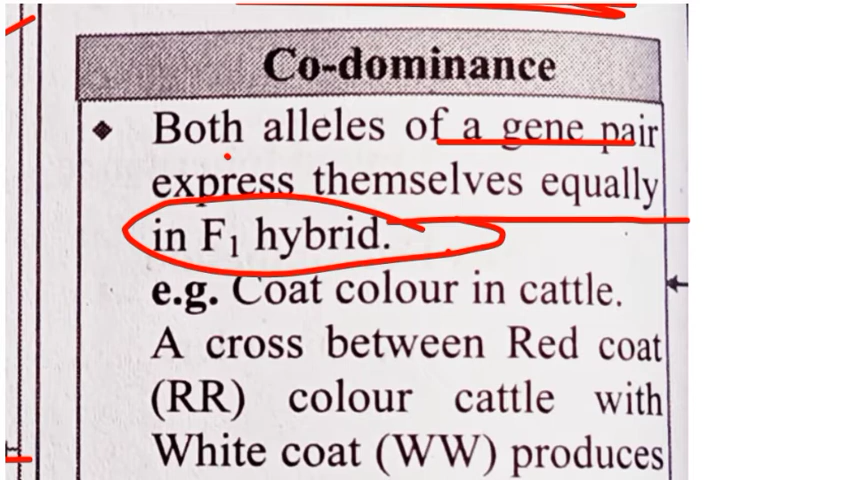 Co-dominance
◆ Both alleles of a gene pair
express themselves equally
in F₁ hybrid.
e.g. Coat colour in cattle.
A cross between Red coat
(RR) colour cattle with
White coat (WW) produces